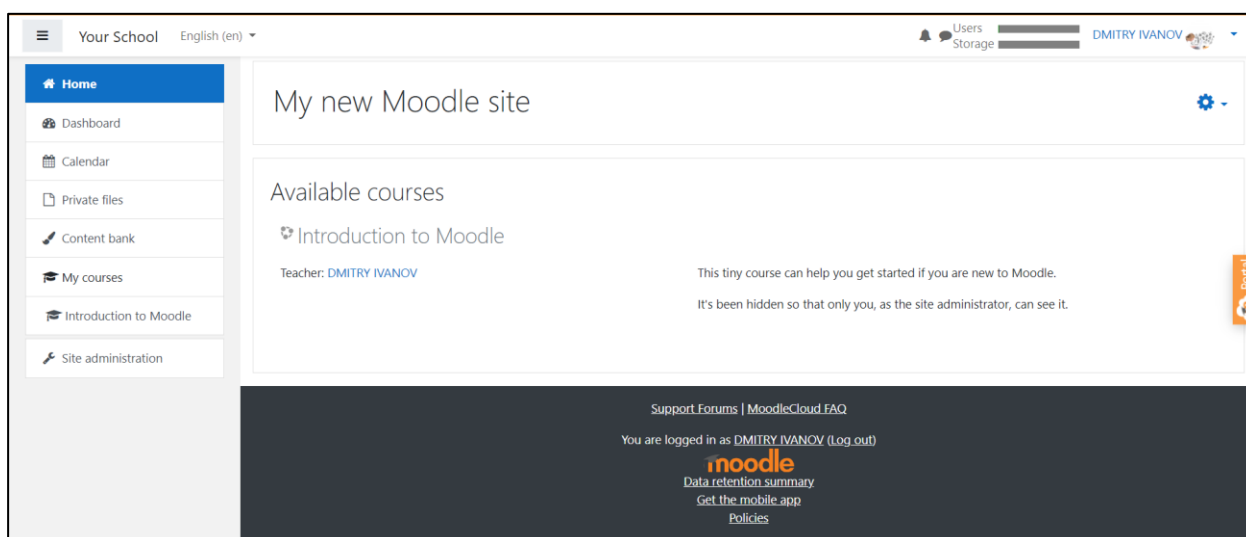 Your School English (en)
Users
Storage
DMITRY IVANOV
Home
Dashboard
Calendar
Private files
Content bank
My courses
Introduction to Moodle
Site administration
My new Moodle site
Available courses
Introduction to Moodle
Teacher: DMITRY IVANOV
This tiny course can help you get started if you are new to Moodle.
It's been hidden so that only you, as the site administrator, can see it.
Portal
Support Forums | MoodleCloud FAQ
You are logged in as DMITRY IVANOV (Log out)
moodle
Data retention summary
Get the mobile app
Policies